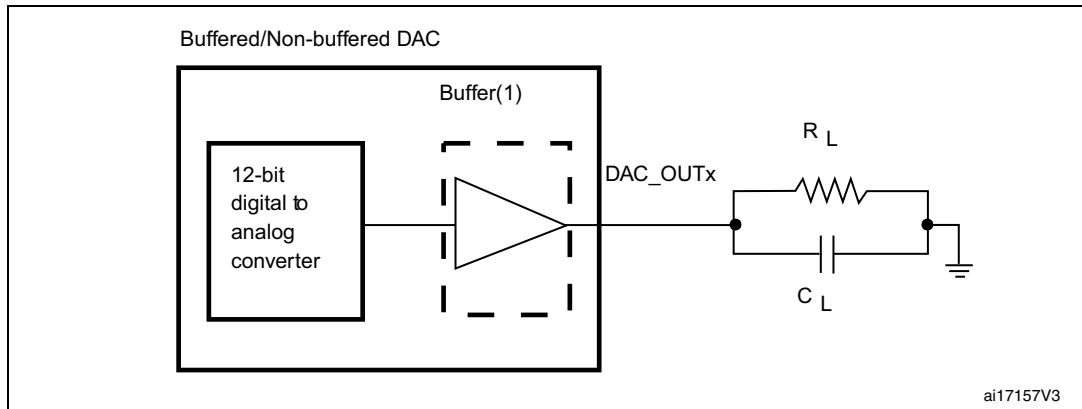 Buffered/Non-buffered DAC
Buffer(1)
12-bit
digital to
analog
converter
DAC_OUTx
R L
C L
ai17157V3